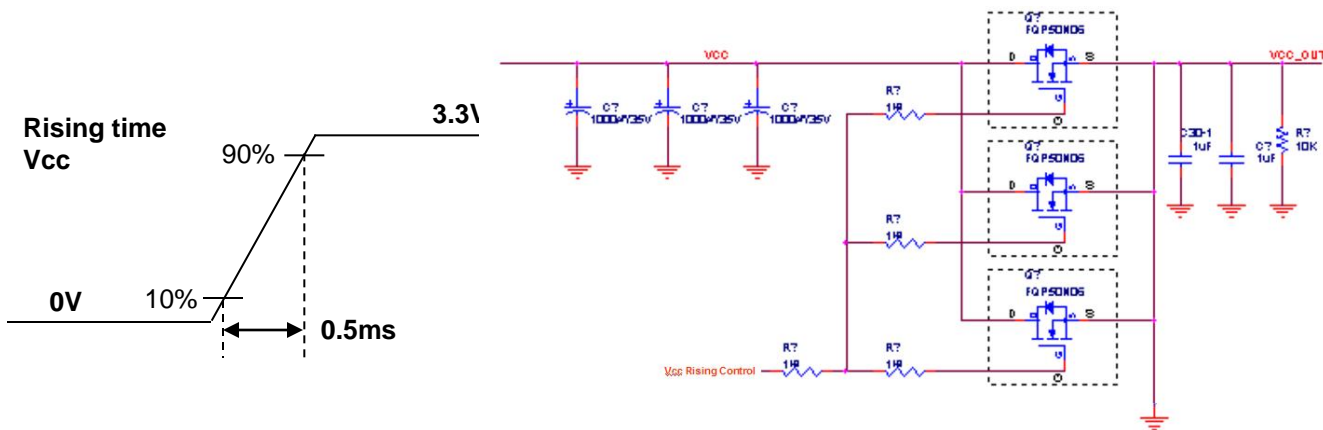 Rising time
Vcc
90%
10%
0V
3.3V
0.5ms
VCC
VCC_OUT
Q?
FQP50N06
D
S
G
C?
1000uF/35V
C?
1000uF/35V
C?
1000uF/35V
R?
C30-1
1uF
C?
1uF
R?
10K
Q?
FQP50N06
D
S
G
R?
Q?
FQP50N06
D
S
G
R?
R?
Vcc Rising Control